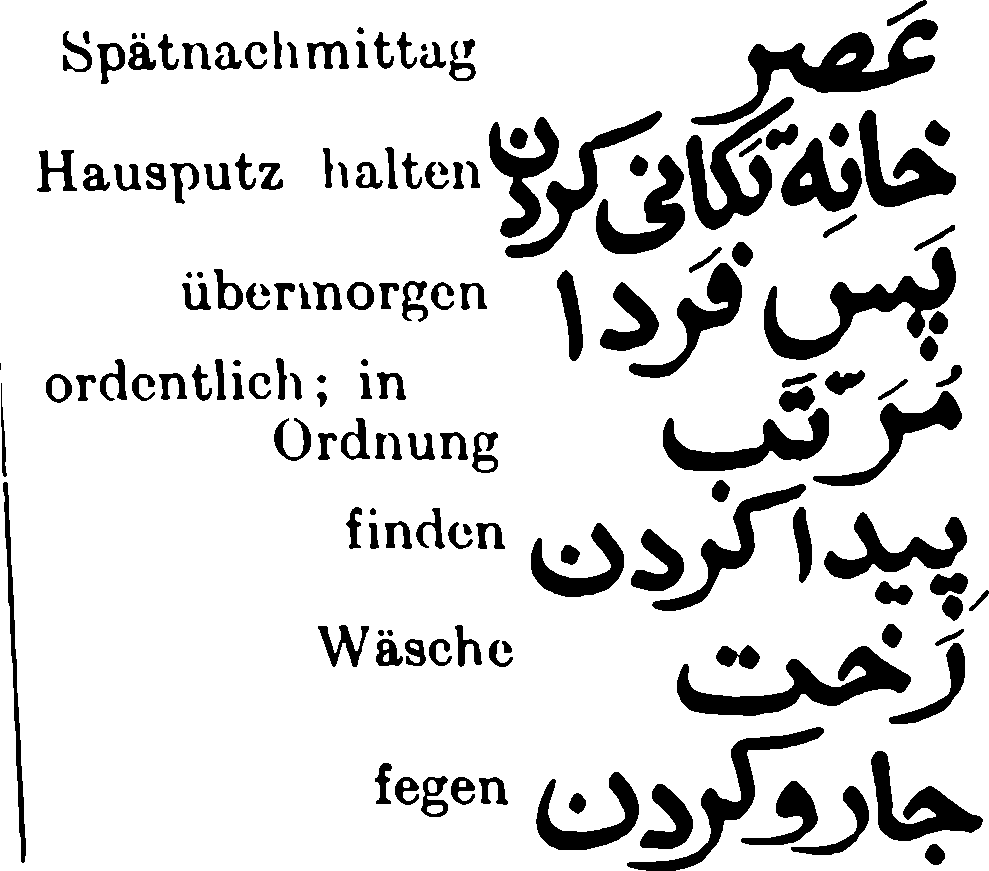 Spätnachmittag عَصر
Hausputz halten خانِه تَکانی کردن
übermorgen پَس فَردا
ordentlich; in
Ordnung مُرَتَّب
finden پِیدا کردن
Wäsche رَخت
fegen جارو کردن